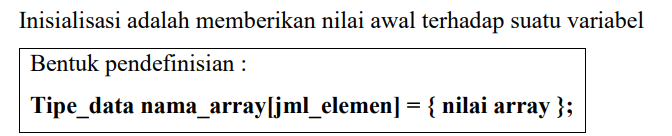 Inisialisasi adalah memberikan nilai awal terhadap suatu variabel
Bentuk pendefinisian :
Tipe_data nama_array[jml_elemen] = { nilai array };